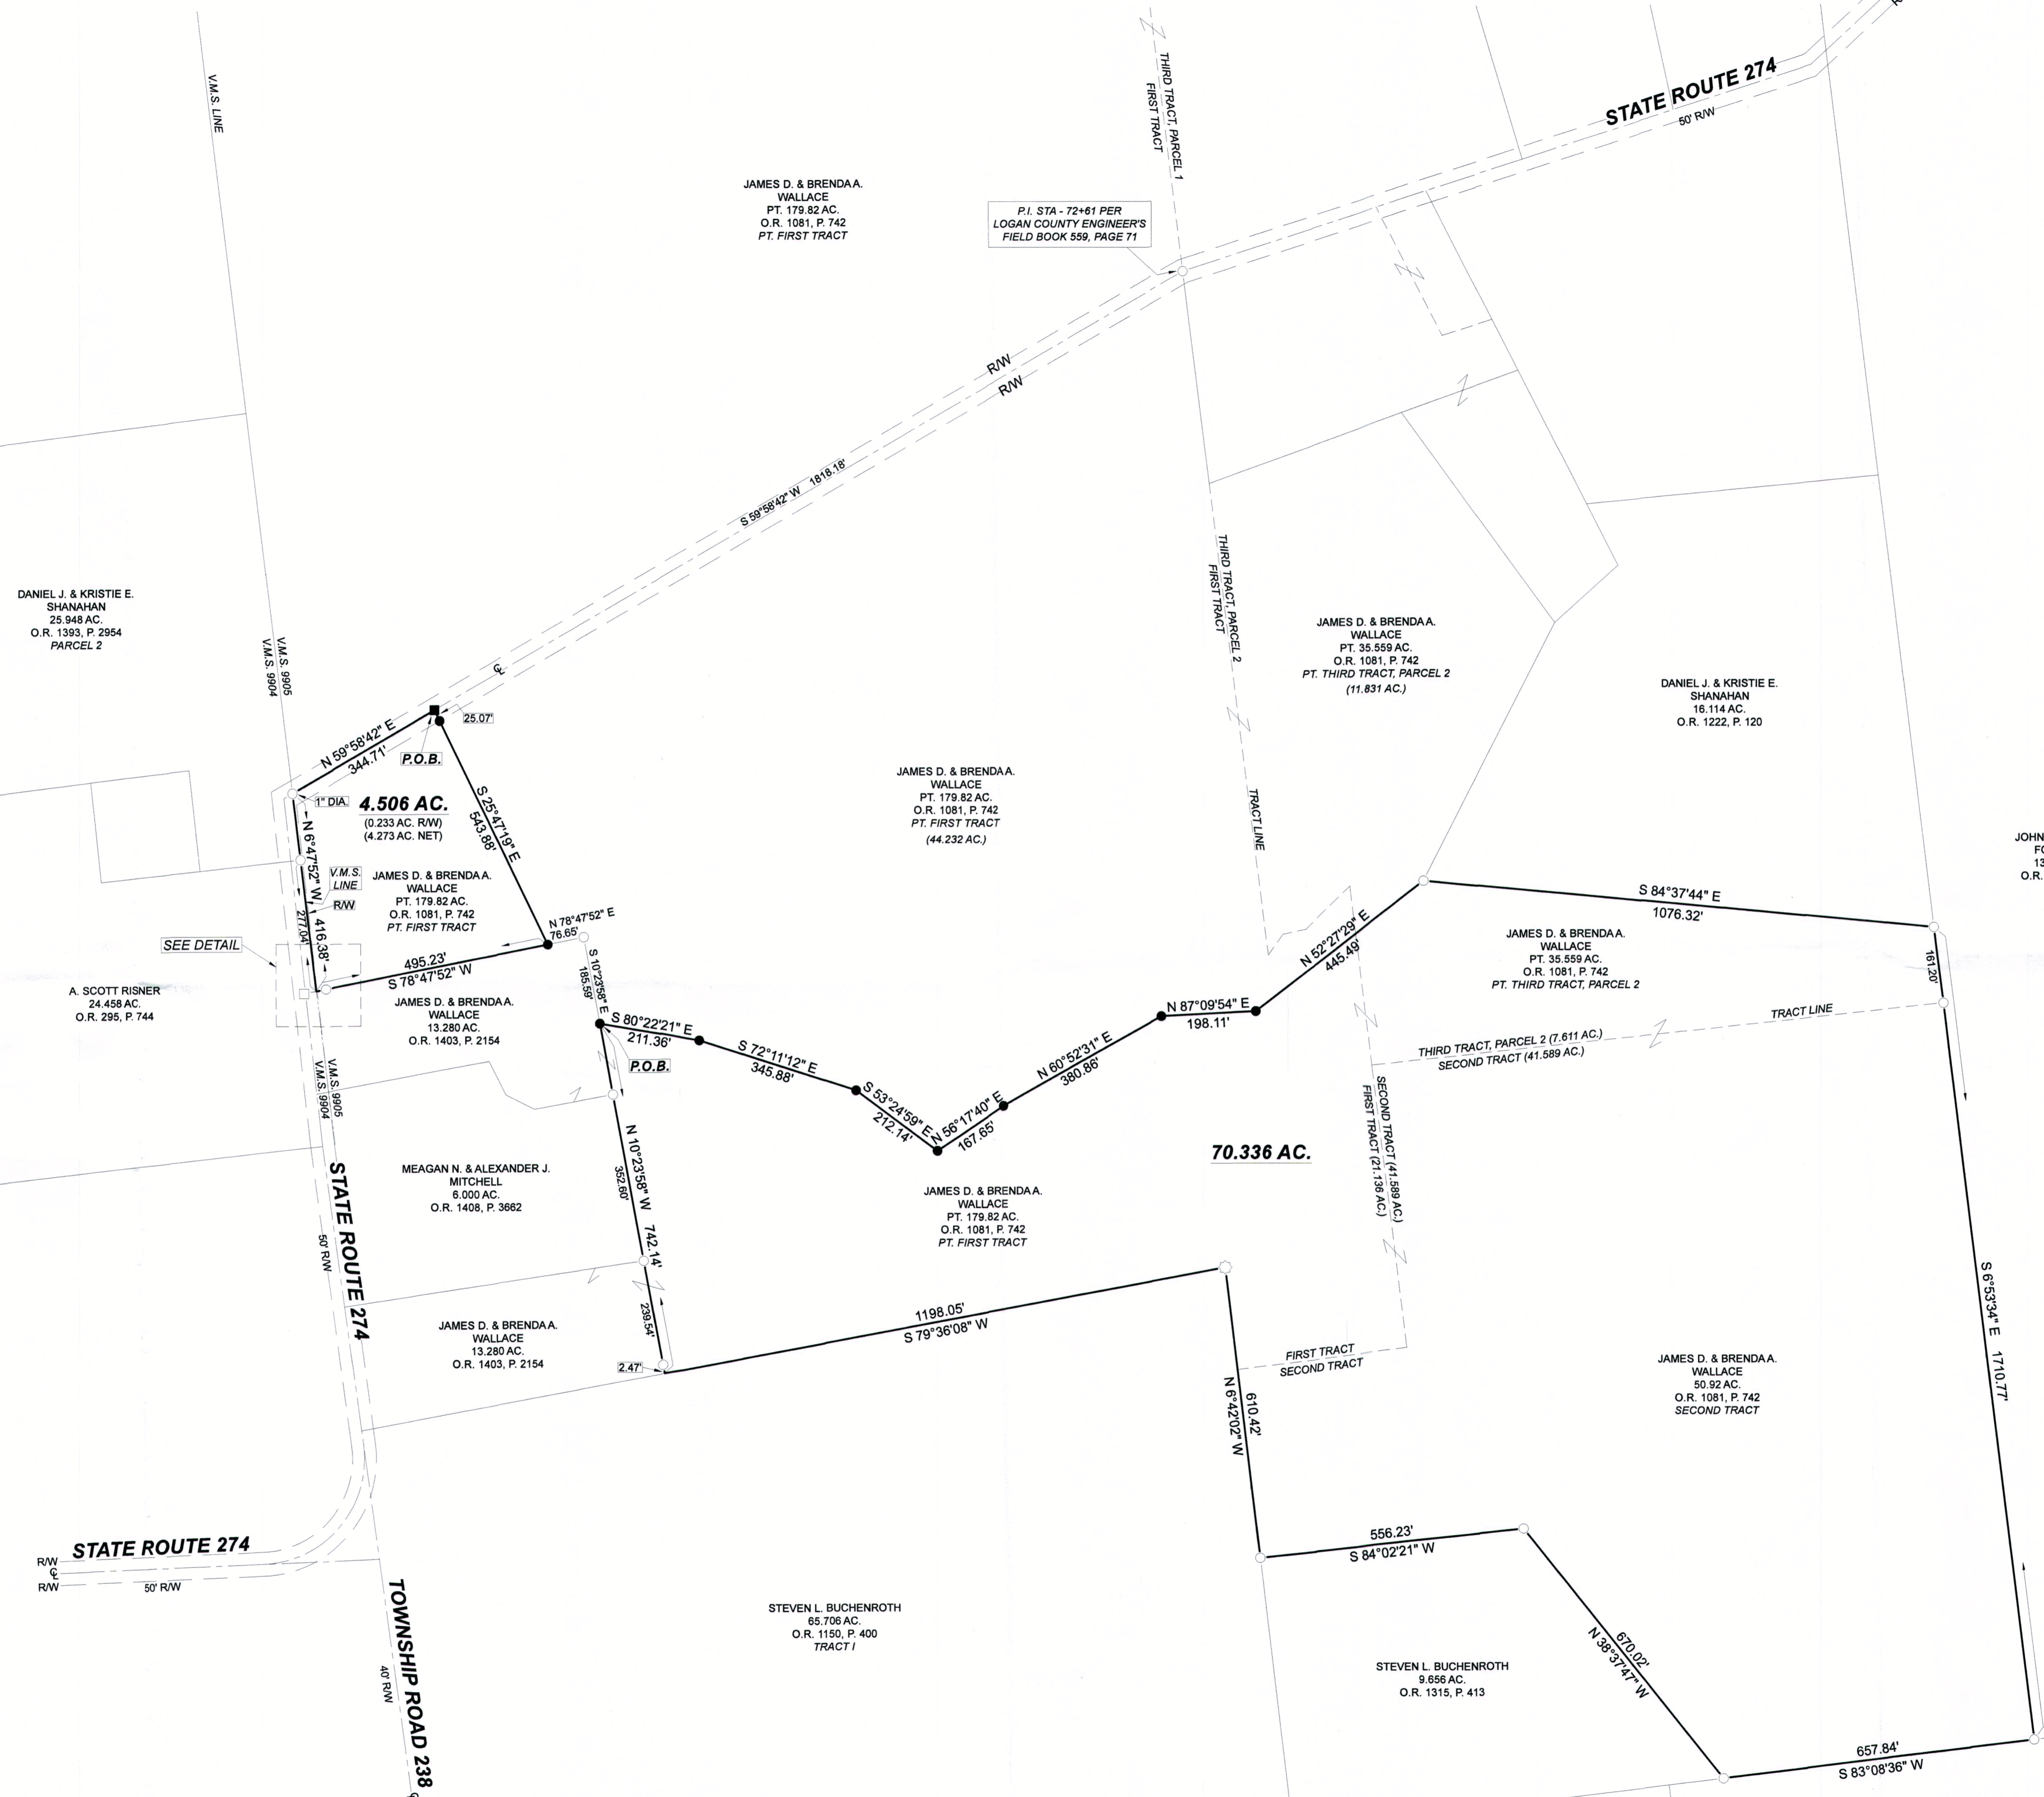 V.M.S. LINE
THIRD TRACT, PARCEL 1
FIRST TRACT
STATE ROUTE 274
50' R/W
JAMES D. & BRENDA A.
WALLACE
PT. 179.82 AC.
O.R. 1081, P. 742
PT. FIRST TRACT
P.I. STA - 72+61 PER
LOGAN COUNTY ENGINEER'S
FIELD BOOK 559, PAGE 71
R/W
R/W
S 59°58'42" W 1818.18'
THIRD TRACT, PARCEL 2
FIRST TRACT
DANIEL J. & KRISTIE E.
SHANAHAN
25.948 AC.
O.R. 1393, P. 2954
PARCEL 2
V.M.S. 9905
V.M.S. 9904
℄
JAMES D. & BRENDA A.
WALLACE
PT. 35.559 AC.
O.R. 1081, P. 742
PT. THIRD TRACT, PARCEL 2
(11.831 AC.)
DANIEL J. & KRISTIE E.
SHANAHAN
16.114 AC.
O.R. 1222, P. 120
25.07'
N 59°58'42" E
344.71'
P.O.B.
1" DIA.
4.506 AC.
(0.233 AC. R/W)
(4.273 AC. NET)
S 25°47'19" E
543.88'
JAMES D. & BRENDA A.
WALLACE
PT. 179.82 AC.
O.R. 1081, P. 742
PT. FIRST TRACT
(44.232 AC.)
TRACT LINE
JOHN
13
O.R.
N 6°47'52" W
416.38'
277.04'
V.M.S.
LINE
R/W
JAMES D. & BRENDA A.
WALLACE
PT. 179.82 AC.
O.R. 1081, P. 742
PT. FIRST TRACT
N 78°47'52" E
76.65'
SEE DETAIL
495.23'
S 78°47'52" W
S 10°23'58" E
185.59'
S 84°37'44" E
1076.32'
N 52°27'29" E
445.49'
JAMES D. & BRENDA A.
WALLACE
PT. 35.559 AC.
O.R. 1081, P. 742
PT. THIRD TRACT, PARCEL 2
161.20'
A. SCOTT RISNER
24.458 AC.
O.R. 295, P. 744
JAMES D. & BRENDA A.
WALLACE
13.280 AC.
O.R. 1403, P. 2154
S 80°22'21" E
211.36'
P.O.B.
S 72°11'12" E
345.88'
S 53°24'59" E
212.14'
N 56°17'40" E
167.65'
N 60°52'31" E
380.86'
N 87°09'54" E
198.11'
TRACT LINE
THIRD TRACT, PARCEL 2 (7.611 AC.)
SECOND TRACT (41.589 AC.)
V.M.S. 9905
V.M.S. 9904
SECOND TRACT (41.589 AC.)
FIRST TRACT (21.136 AC.)
70.336 AC.
MEAGAN N. & ALEXANDER J.
MITCHELL
6.000 AC.
O.R. 1408, P. 3662
N 10°23'58" W 742.14'
352.60'
239.54'
2.47'
STATE ROUTE 274
50' R/W
JAMES D. & BRENDA A.
WALLACE
PT. 179.82 AC.
O.R. 1081, P. 742
PT. FIRST TRACT
1198.05'
S 79°36'08" W
JAMES D. & BRENDA A.
WALLACE
13.280 AC.
O.R. 1403, P. 2154
FIRST TRACT
SECOND TRACT
610.42'
N 6°42'02" W
JAMES D. & BRENDA A.
WALLACE
50.92 AC.
O.R. 1081, P. 742
SECOND TRACT
S 6°53'34" E 1710.77'
556.23'
S 84°02'21" W
670.02'
N 38°37'47" W
STATE ROUTE 274
R/W
℄
R/W
50' R/W
TOWNSHIP ROAD 238
40' R/W
STEVEN L. BUCHENROTH
65.706 AC.
O.R. 1150, P. 400
TRACT I
STEVEN L. BUCHENROTH
9.656 AC.
O.R. 1315, P. 413
657.84'
S 83°08'36" W